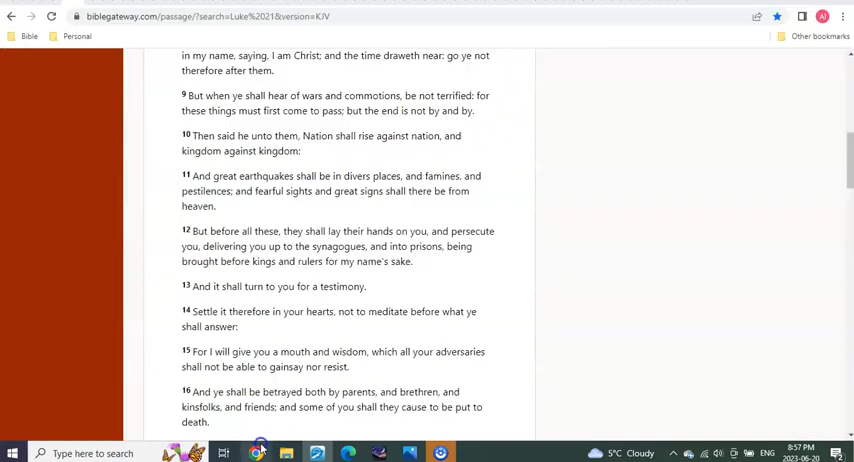 biblegateway.com/passage/?search=Luke%2021&version=KJV
AI
Bible
Personal
Other bookmarks
in my name, saying, I am Christ; and the time draweth near: go ye not
therefore after them.
9 But when ye shall hear of wars and commotions, be not terrified: for
these things must first come to pass; but the end is not by and by.
10 Then said he unto them, Nation shall rise against nation, and
kingdom against kingdom:
11 And great earthquakes shall be in divers places, and famines, and
pestilences; and fearful sights and great signs shall there be from
heaven.
12 But before all these, they shall lay their hands on you, and persecute
you, delivering you up to the synagogues, and into prisons, being
brought before kings and rulers for my name's sake.
13 And it shall turn to you for a testimony.
14 Settle it therefore in your hearts, not to meditate before what ye
shall answer:
15 For I will give you a mouth and wisdom, which all your adversaries
shall not be able to gainsay nor resist.
16 And ye shall be betrayed both by parents, and brethren, and
kinsfolks, and friends; and some of you shall they cause to be put to
death.
Type here to search
5°C Cloudy
ENG
8:57 PM
2023-06-20
2